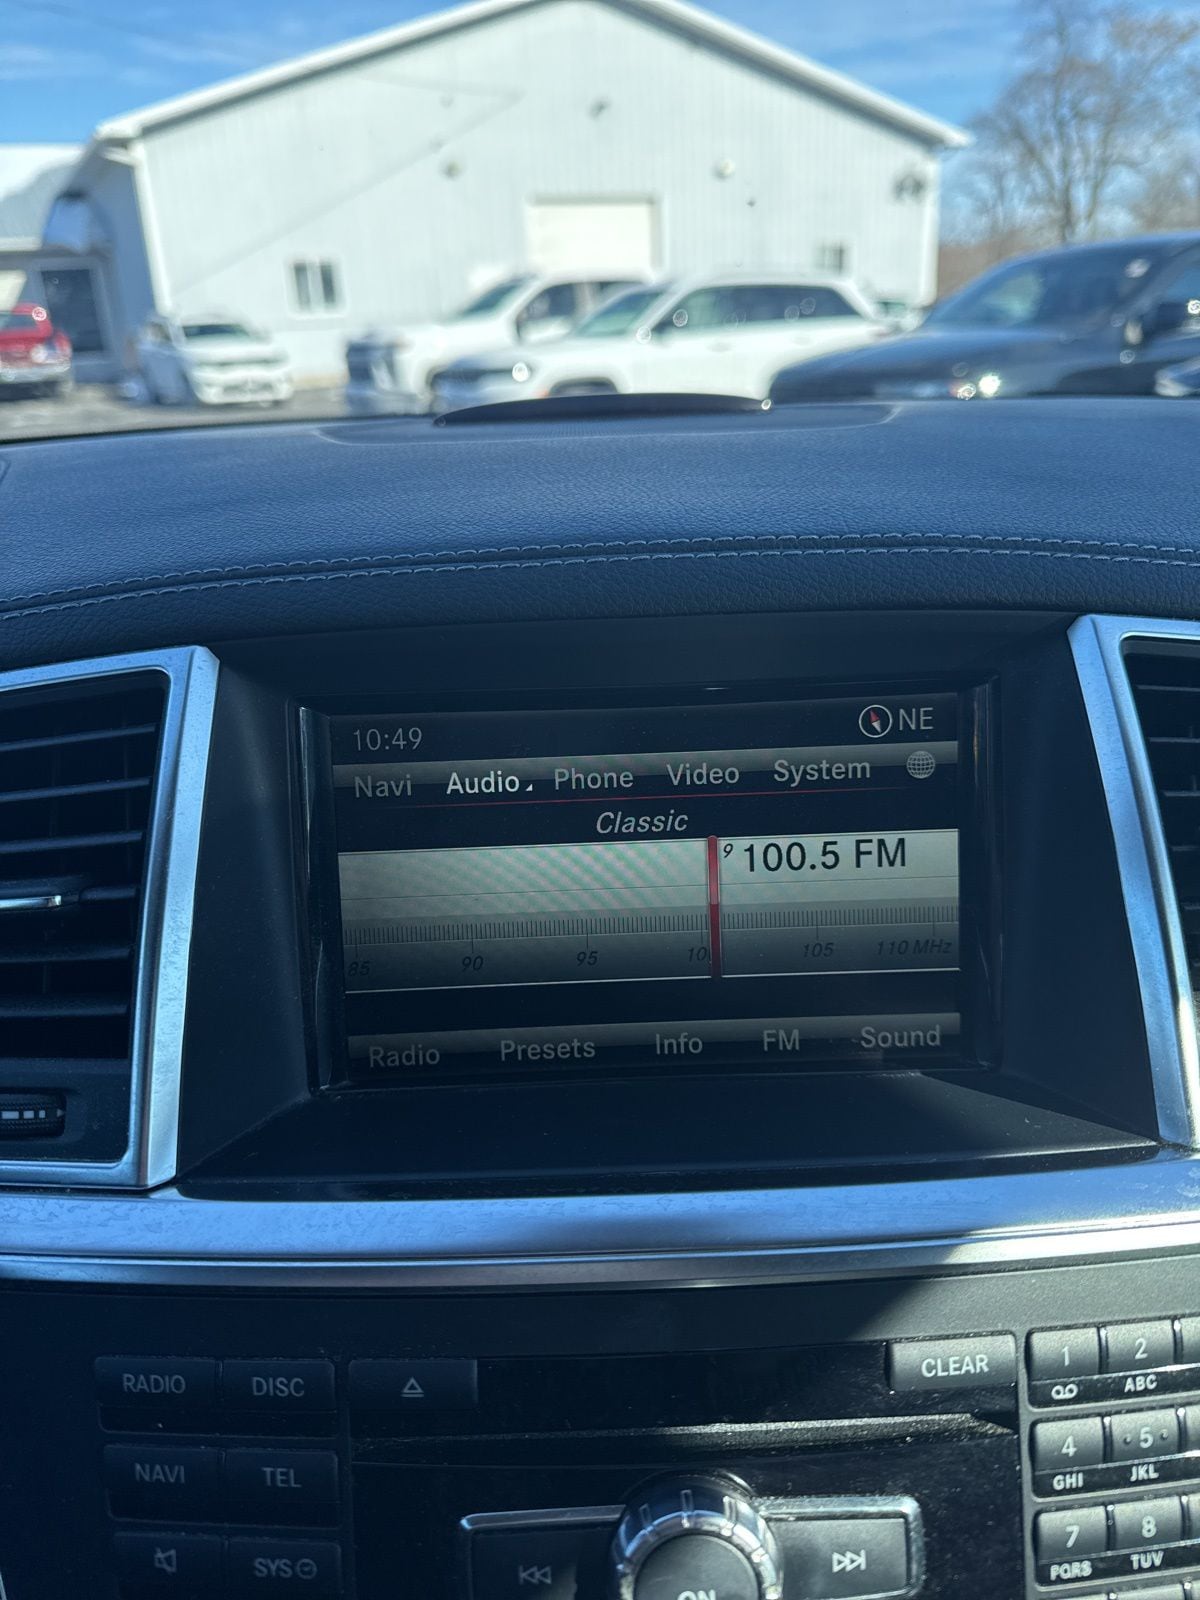 10:49 NE
Navi Audio Phone Video System
Classic
9 100.5 FM
85 90 95 10 105 110 MHz
Radio Presets Info FM Sound
RADIO DISC CLEAR 1 2
ABC
NAVI TEL 4 5
GHI JKL
SYS 7 8
PQRS TUV
ON